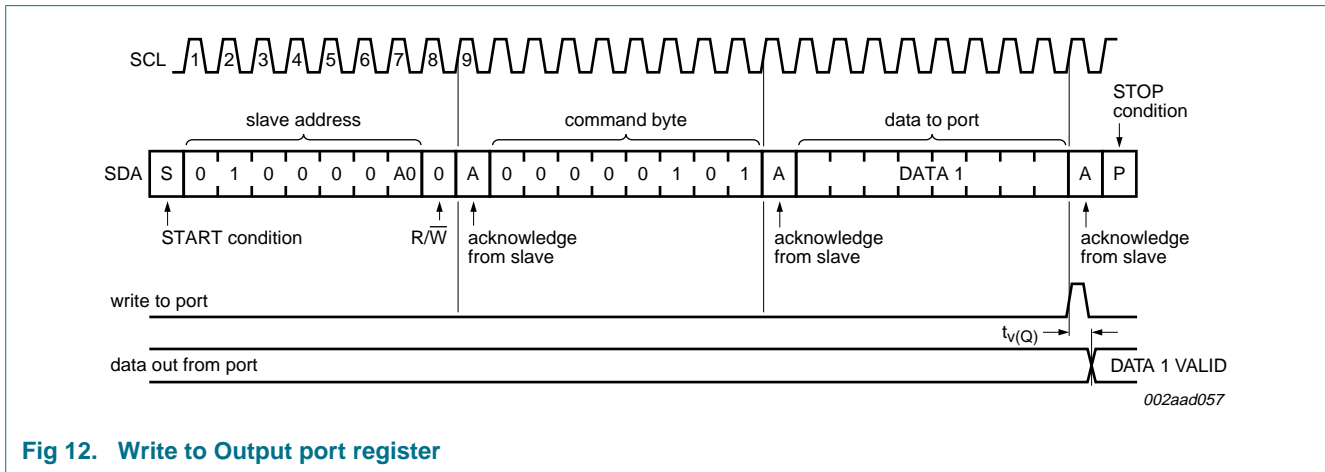 SCL 1 2 3 4 5 6 7 8 9
STOP
condition
slave address command byte data to port
SDA S 0 1 0 0 0 0 A0 0 A 0 0 0 0 0 1 0 1 A DATA 1 A P
START condition R/W̅ acknowledge from slave acknowledge from slave acknowledge from slave
write to port
tv(Q)
data out from port DATA 1 VALID
002aad057
Fig 12. Write to Output port register